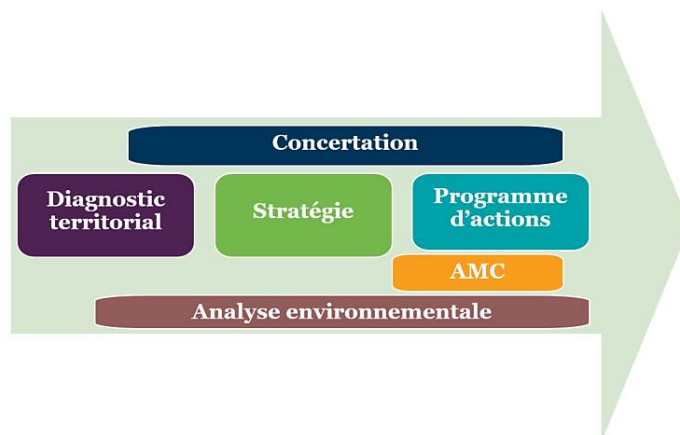 Concertation
Diagnostic
territorial
Stratégie
Programme
d'actions
AMC
Analyse environnementale